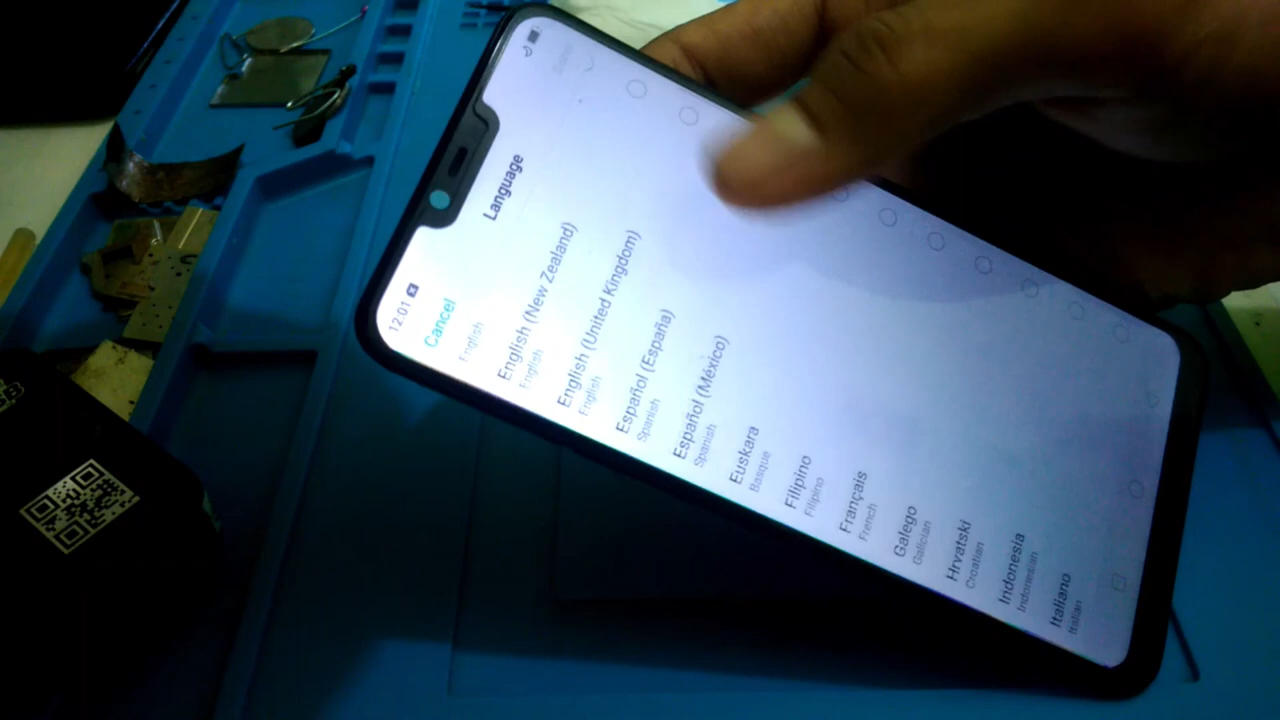 12:01
Cancel
Language
Save
English
English (New Zealand)
English
English (United Kingdom)
English
Español (España)
Spanish
Español (México)
Spanish
Euskara
Basque
Filipino
Filipino
Français
French
Galego
Galician
Hrvatski
Croatian
Indonesia
Indonesian
Italiano
Italian